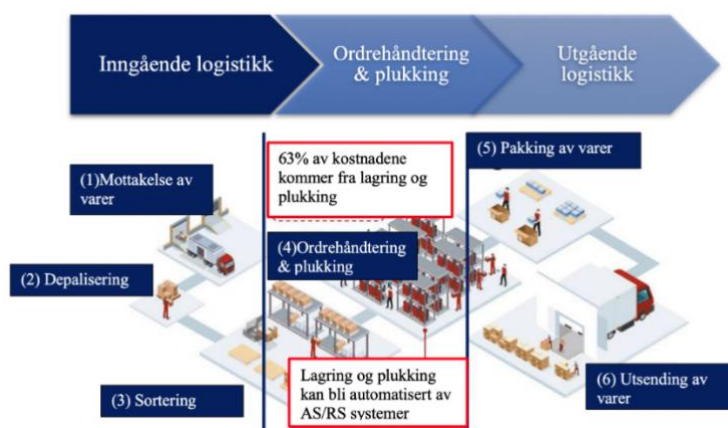 Inngående logistikk
Ordrehåndtering
& plukking
Utgående
logistikk
(1)Mottakelse av
varer
63% av kostnadene
kommer fra lagring og
plukking
(5) Pakking av varer
(2) Depalisering
(4)Ordrehåndtering
& plukking
(3) Sortering
Lagring og plukking
kan bli automatisert av
AS/RS systemer
(6) Utsending av
varer